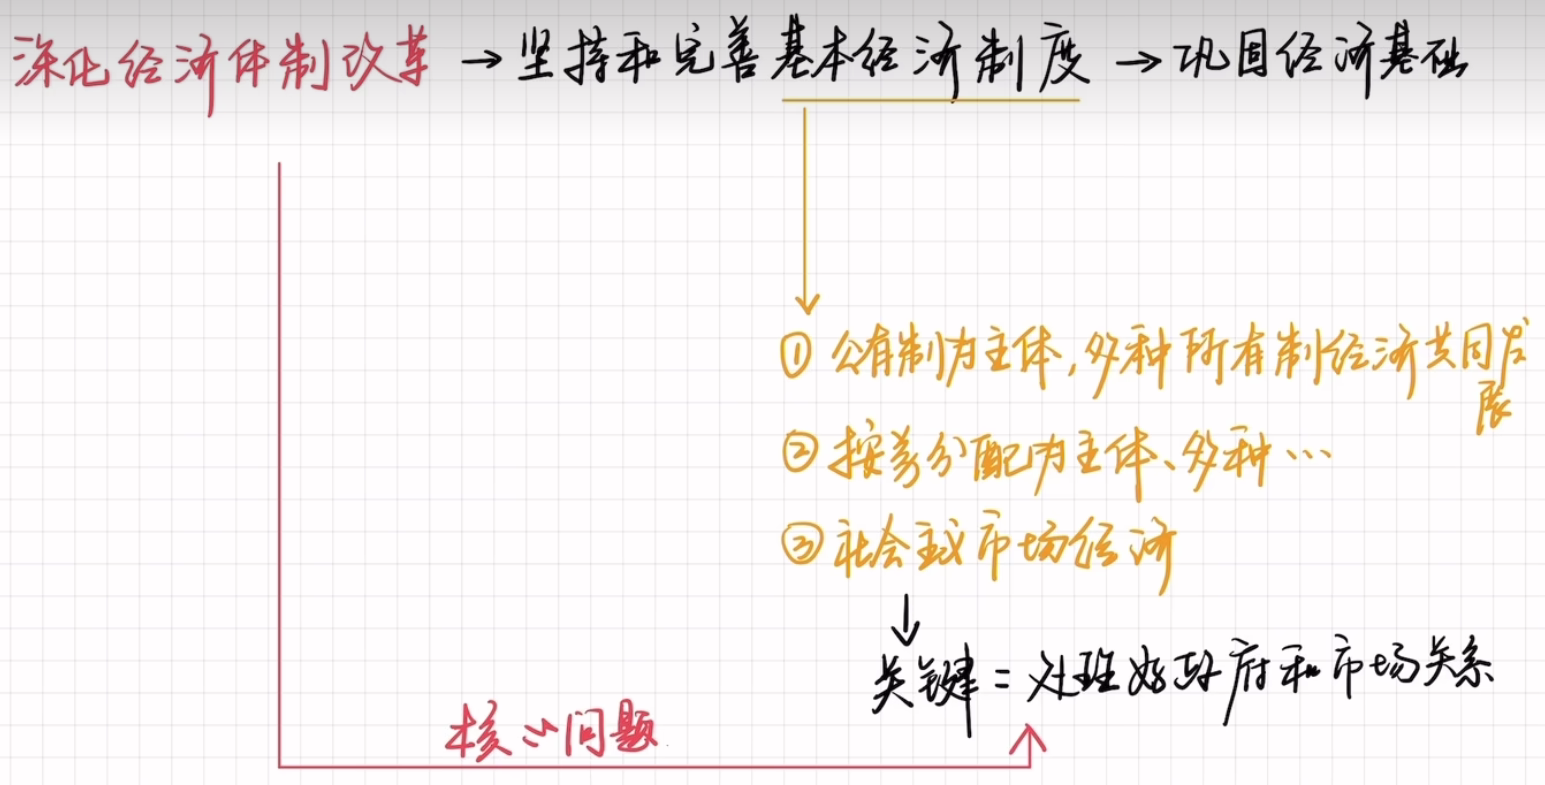 深化经济体制改革 → 坚持和完善基本经济制度 → 巩固经济基础
① 公有制为主体,多种所有制经济共同发
展
② 按劳分配为主体、多种…
③ 社会主义市场经济
↓
关键 = 处理好政府和市场关系
核心问题